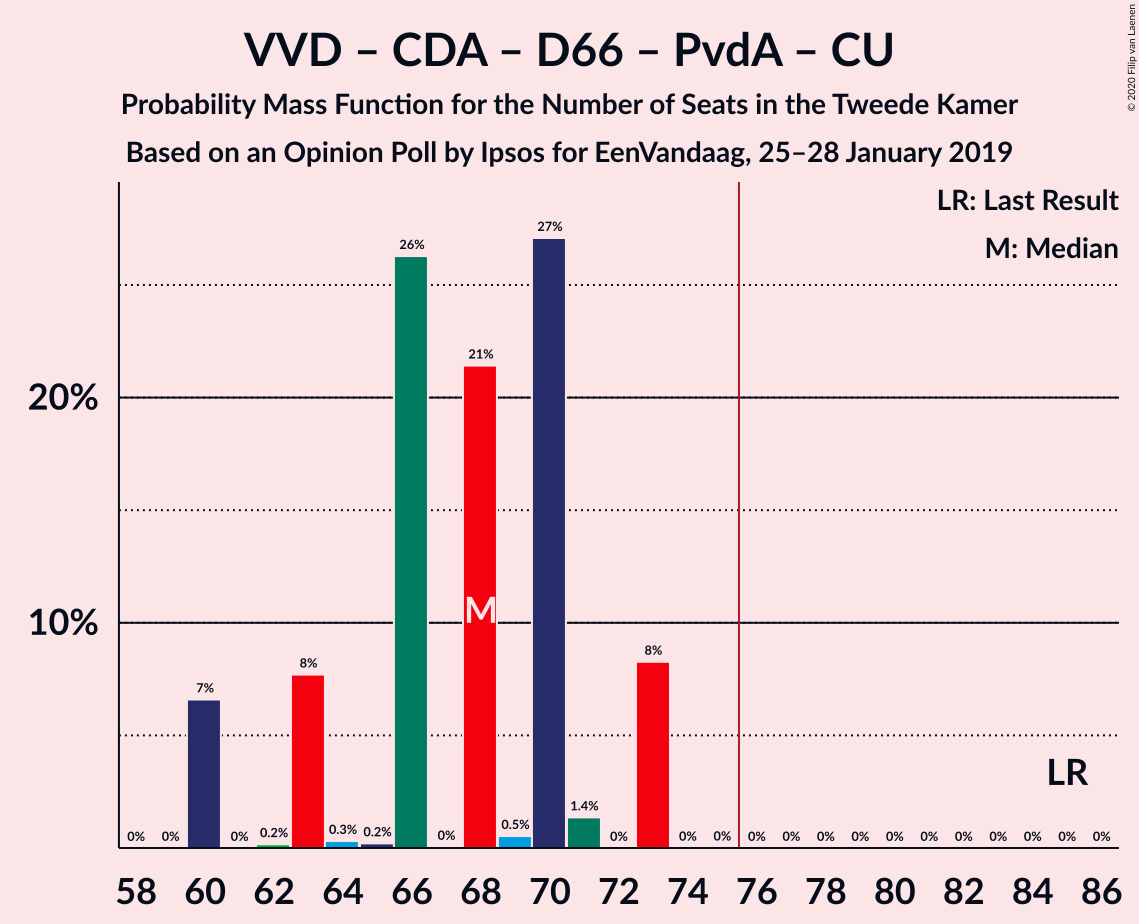 VVD – CDA – D66 – PvdA – CU
Probability Mass Function for the Number of Seats in the Tweede Kamer
Based on an Opinion Poll by Ipsos for EenVandaag, 25–28 January 2019
© 2020 Filip van Laenen
LR: Last Result
M: Median
27%
26%
21%
20%
M
10%
8%
8%
7%
LR
1.4%
0% 0% 0% 0.2% 0.3% 0.2% 0% 0.5% 0% 0% 0% 0% 0% 0% 0% 0% 0% 0% 0% 0% 0% 0%
58 60 62 64 66 68 70 72 74 76 78 80 82 84 86